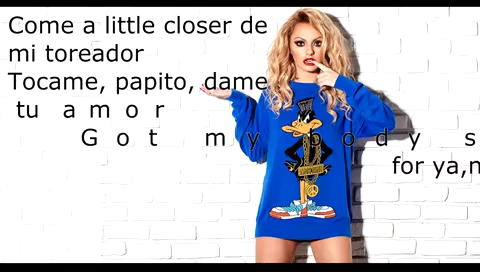 Come a little closer de
mi toreador
Tocame, papito, dame
tu amor
Got my body s
for ya,